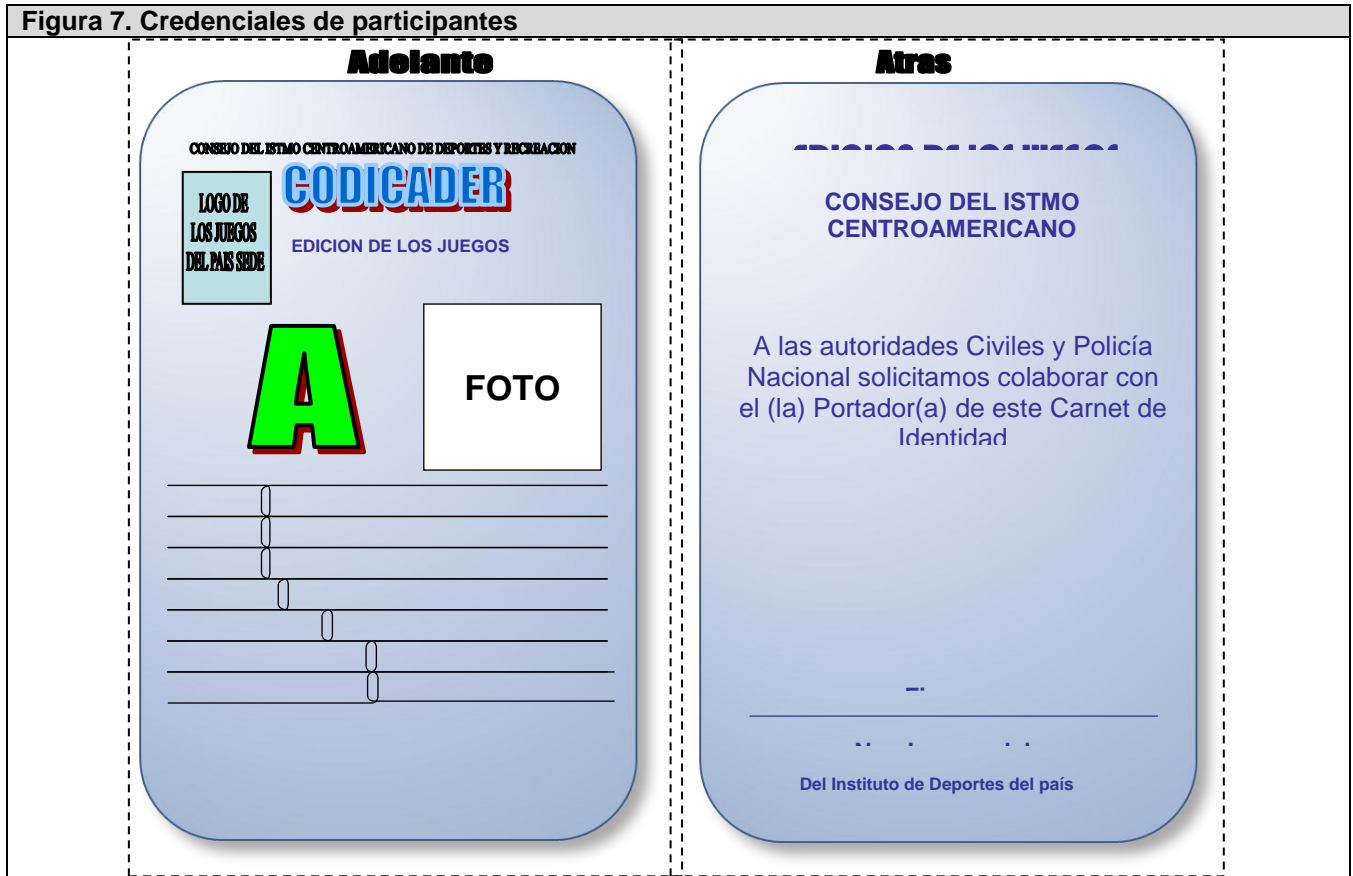 Figura 7. Credenciales de participantes
Adelante
CONSEJO DEL ISTMO CENTROAMERICANO DE DEPORTES Y RECREACION
CODICADER
LOGO DE
LOS JUEGOS
DEL PAIS SEDE
EDICION DE LOS JUEGOS
A
FOTO
Atras
CONSEJO DEL ISTMO
CENTROAMERICANO
A las autoridades Civiles y Policía
Nacional solicitamos colaborar con
el (la) Portador(a) de este Carnet de
Identidad
Del Instituto de Deportes del país